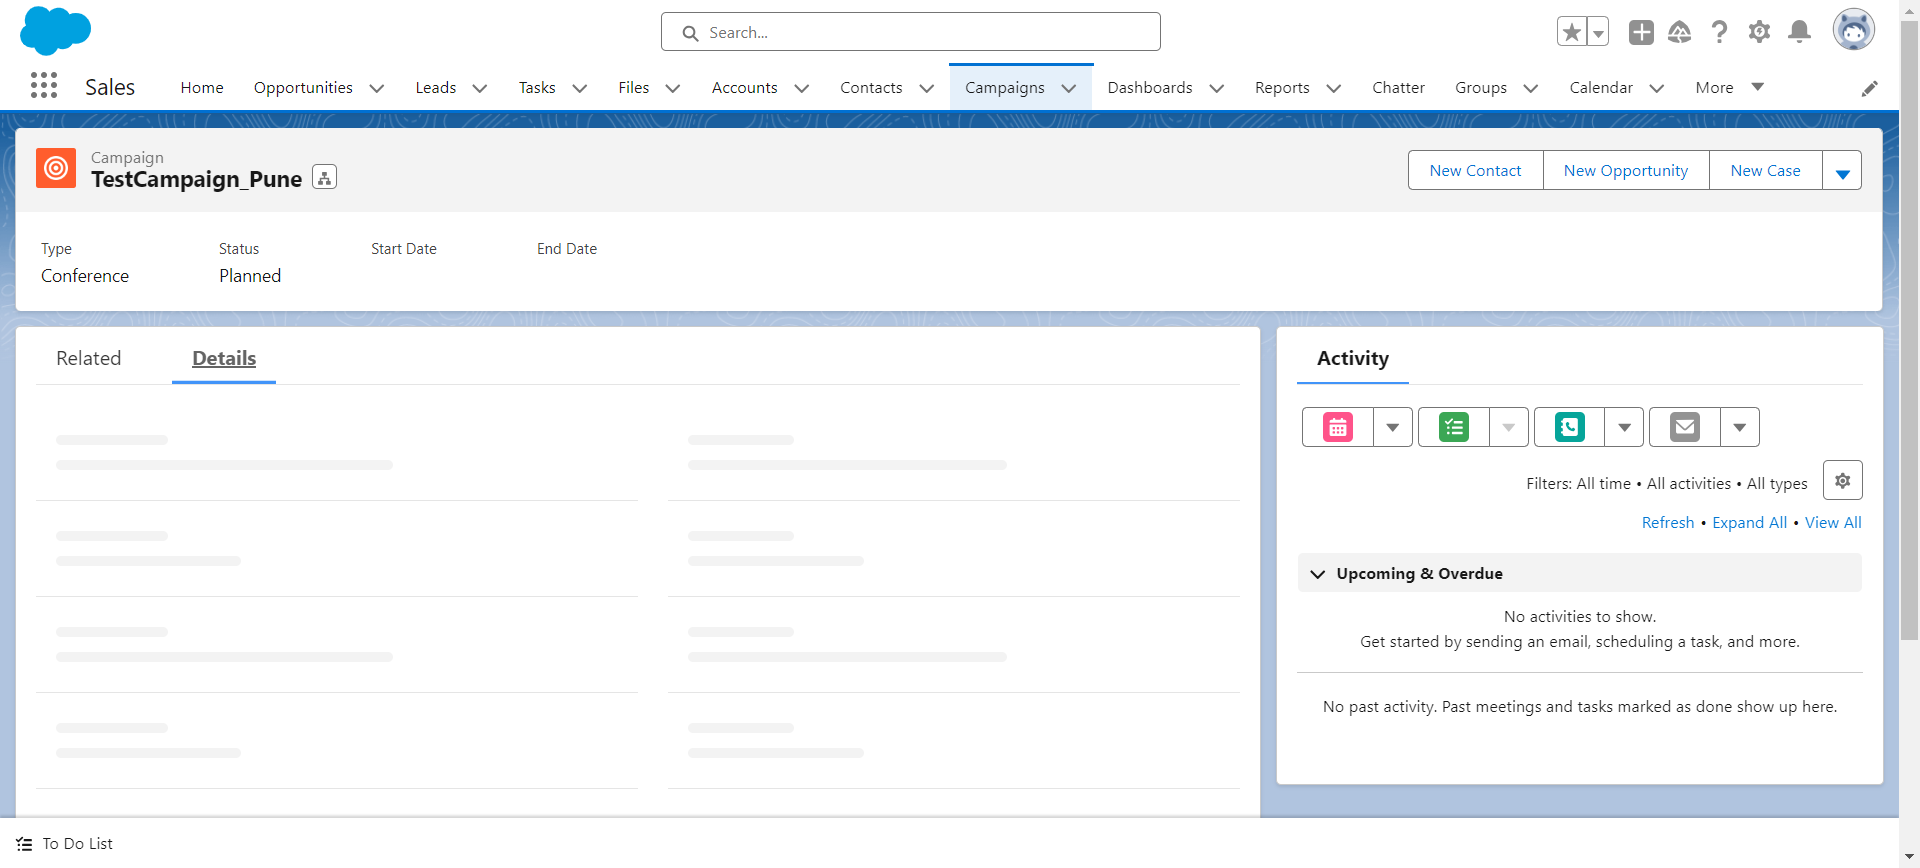 Search...
Sales
Home
Opportunities
Leads
Tasks
Files
Accounts
Contacts
Campaigns
Dashboards
Reports
Chatter
Groups
Calendar
More
Campaign
TestCampaign_Pune
New Contact
New Opportunity
New Case
Type
Status
Start Date
End Date
Conference
Planned
Related
Details
Activity
Filters: All time • All activities • All types
Refresh • Expand All • View All
Upcoming & Overdue
No activities to show.
Get started by sending an email, scheduling a task, and more.
No past activity. Past meetings and tasks marked as done show up here.
To Do List